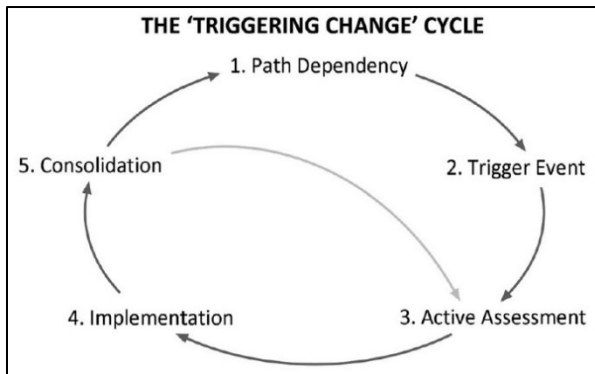 THE ‘TRIGGERING CHANGE’ CYCLE
1. Path Dependency
2. Trigger Event
3. Active Assessment
4. Implementation
5. Consolidation